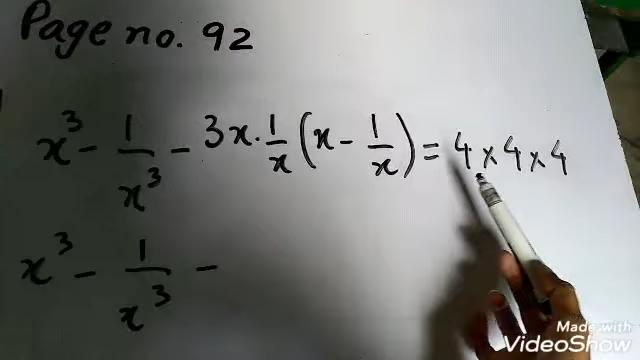 Page no. 92
x³ - 1/x³ - 3x·1/x (x - 1/x) = 4 × 4 × 4
x³ - 1/x³ -
Made with
VideoShow